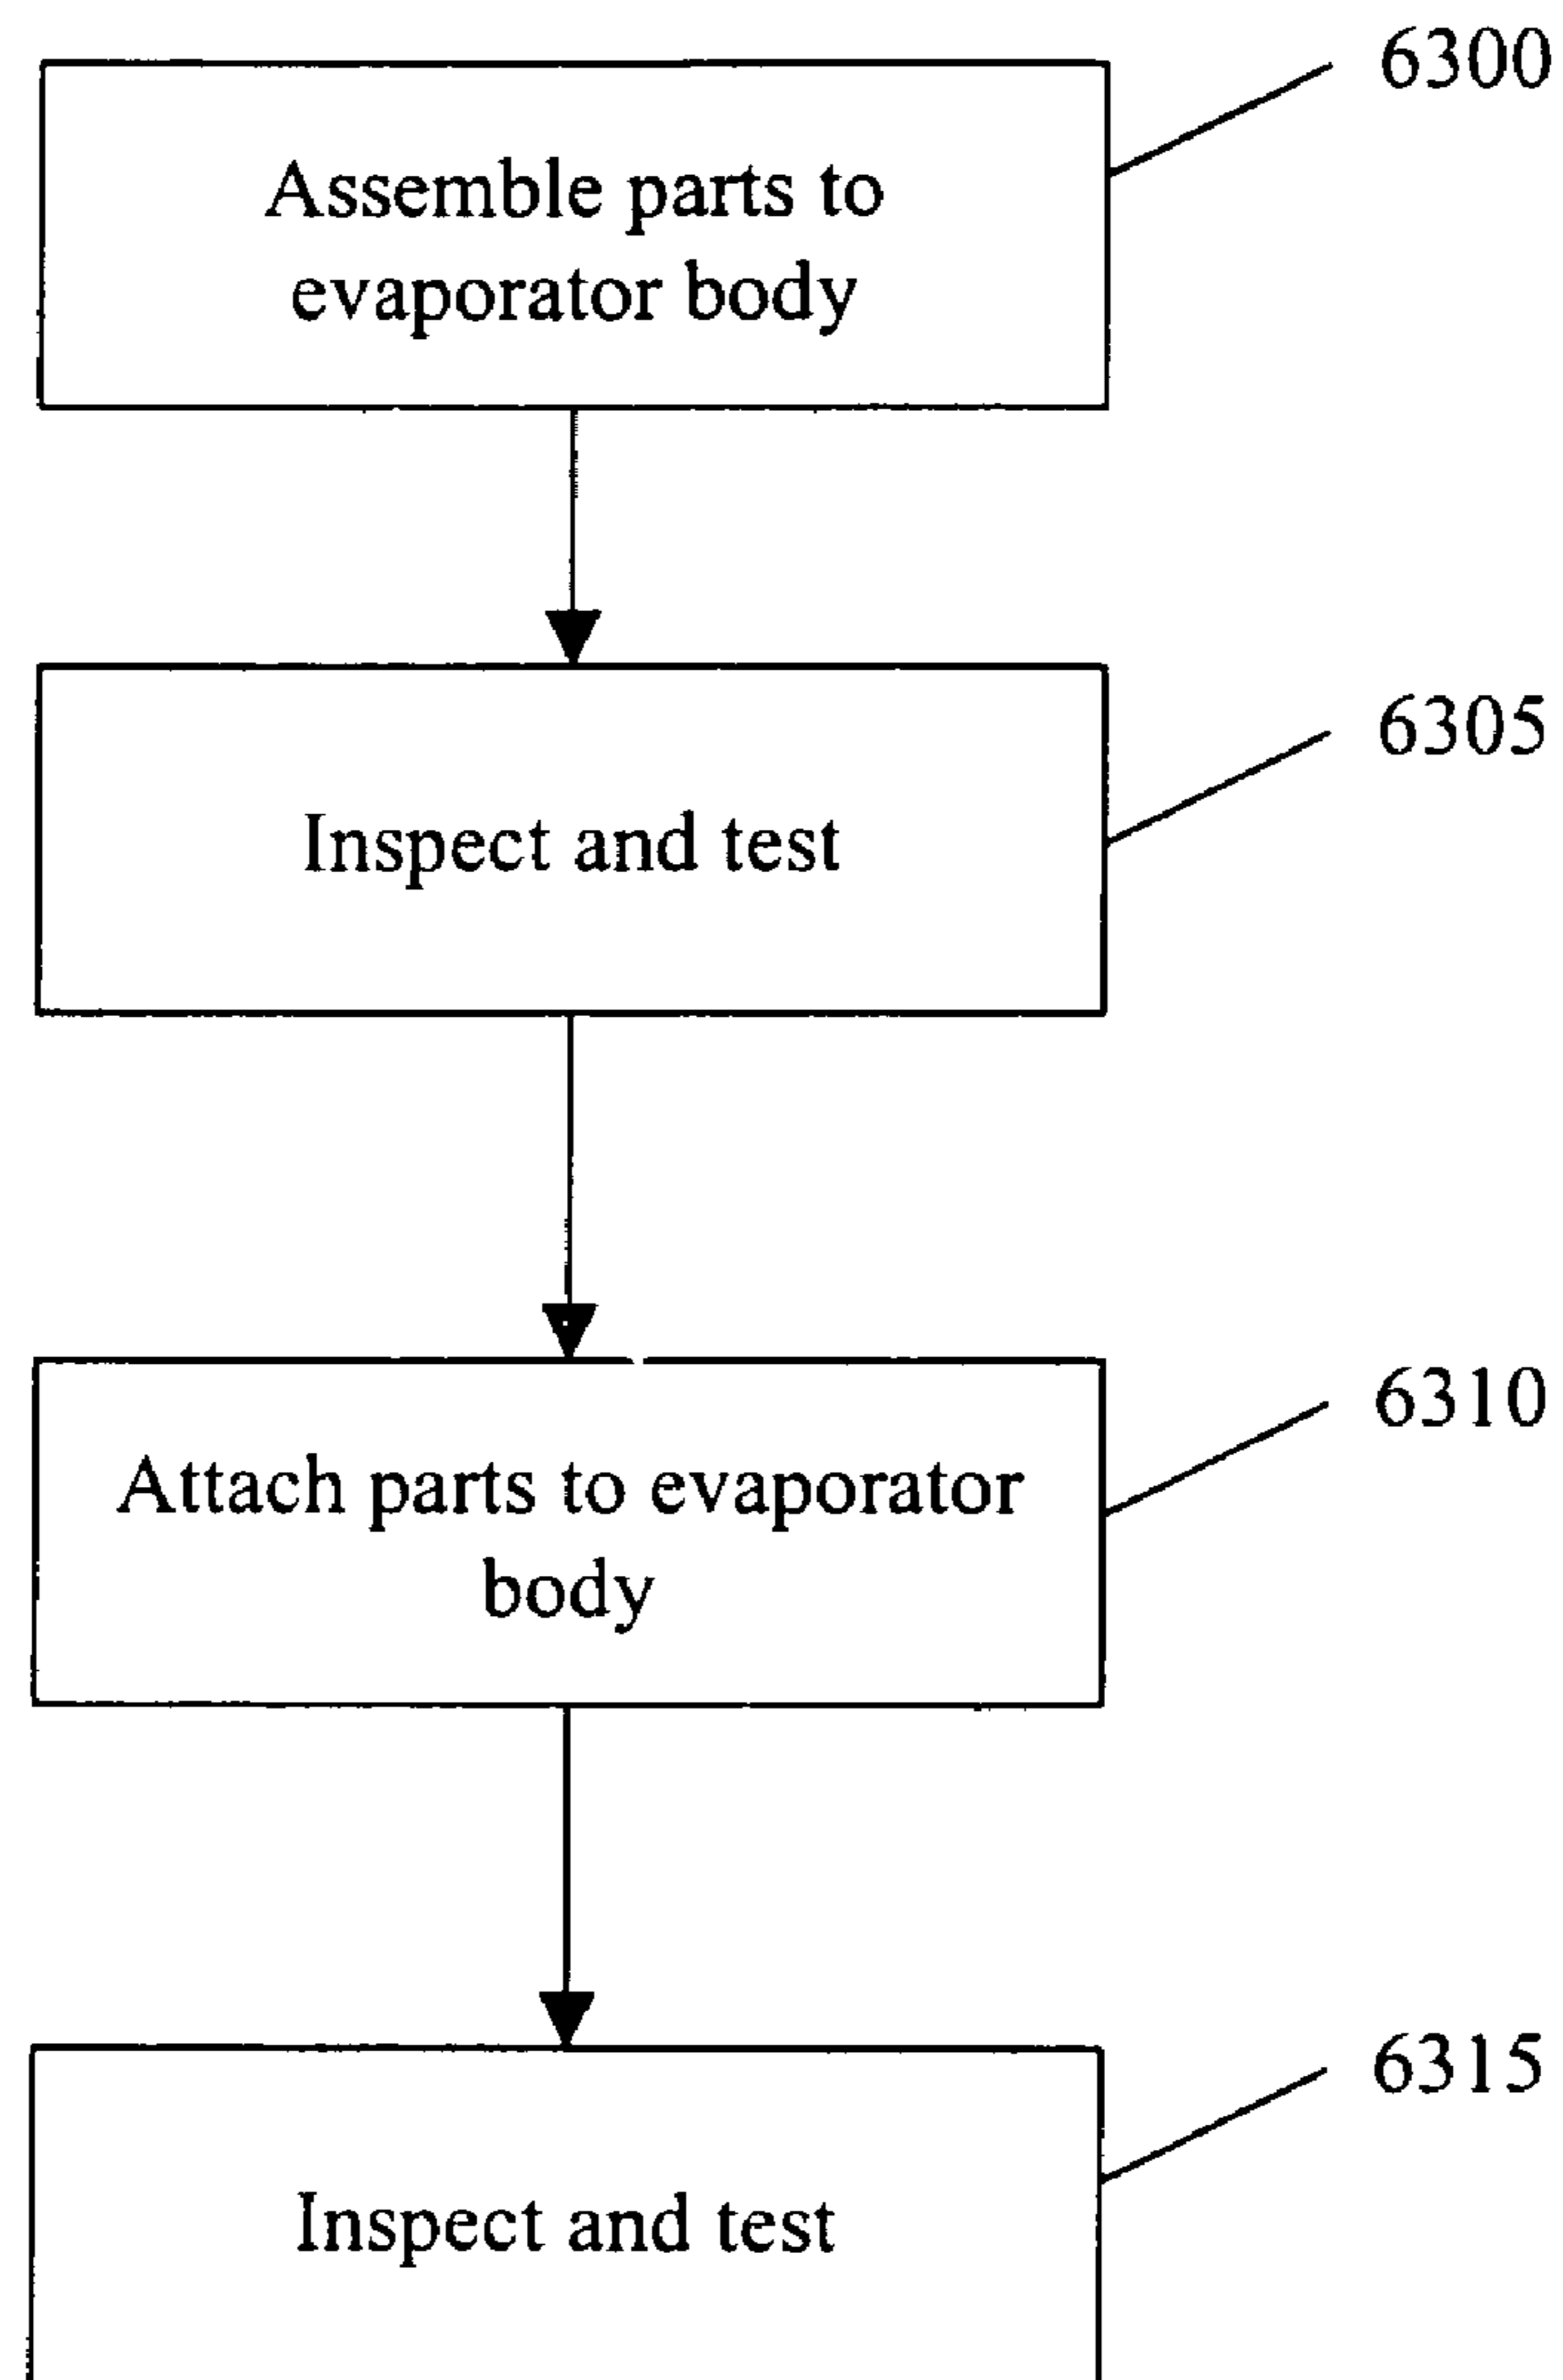 6300
Assemble parts to
evaporator body
6305
Inspect and test
6310
Attach parts to evaporator
body
6315
Inspect and test